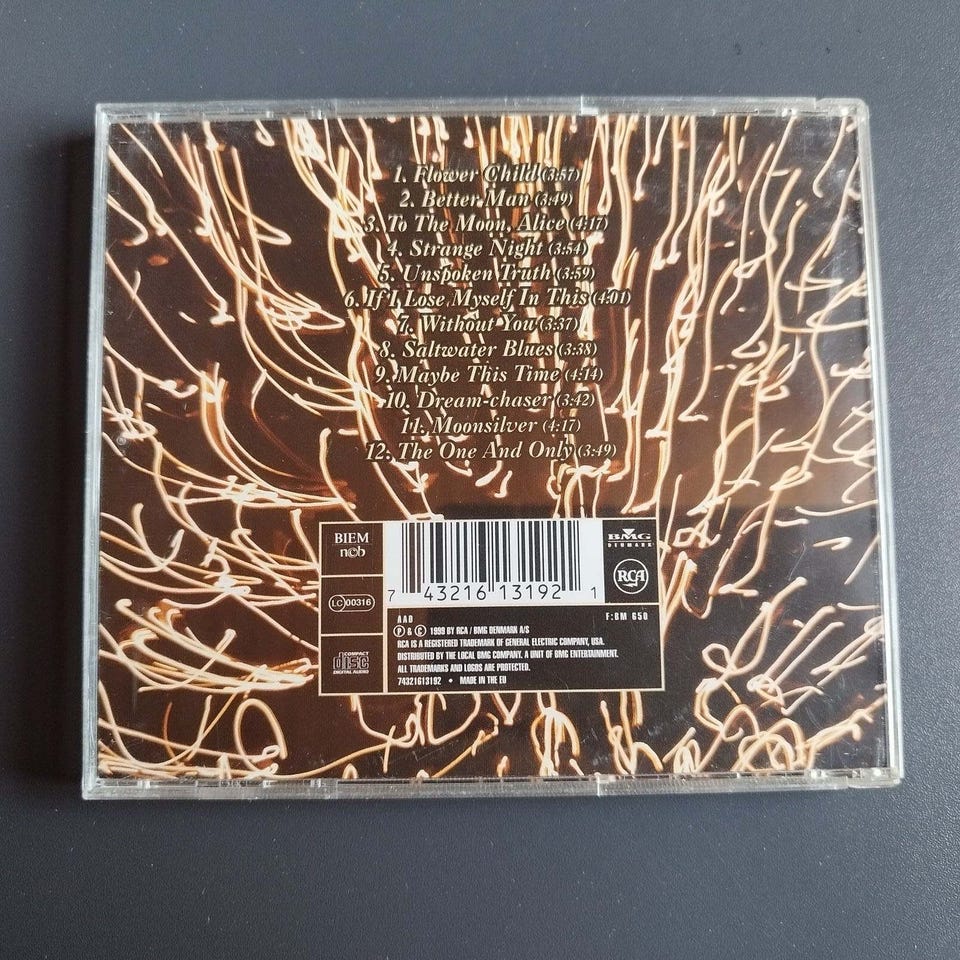 1. Flower Child (3:57)
2. Better Man (3:49)
3. To The Moon, Alice (4:17)
4. Strange Night (3:54)
5. Unspoken Truth (3:59)
6. If I Lose Myself In This (4:01)
7. Without You (3:37)
8. Saltwater Blues (3:38)
9. Maybe This Time (4:14)
10. Dream-chaser (3:42)
11. Moonsilver (4:17)
12. The One And Only (3:49)
BIEM
ncb
LC 00316
COMPACT
disc
DIGITAL AUDIO
7 43216 13192 1
BMG
DENMARK
RCA
AAD
F:BM 650
P & C 1999 BY RCA / BMG DENMARK A/S
RCA IS A REGISTERED TRADEMARK OF GENERAL ELECTRIC COMPANY, USA.
DISTRIBUTED BY THE LOCAL BMG COMPANY. A UNIT OF BMG ENTERTAINMENT.
ALL TRADEMARKS AND LOGOS ARE PROTECTED.
74321613192 • MADE IN THE EU